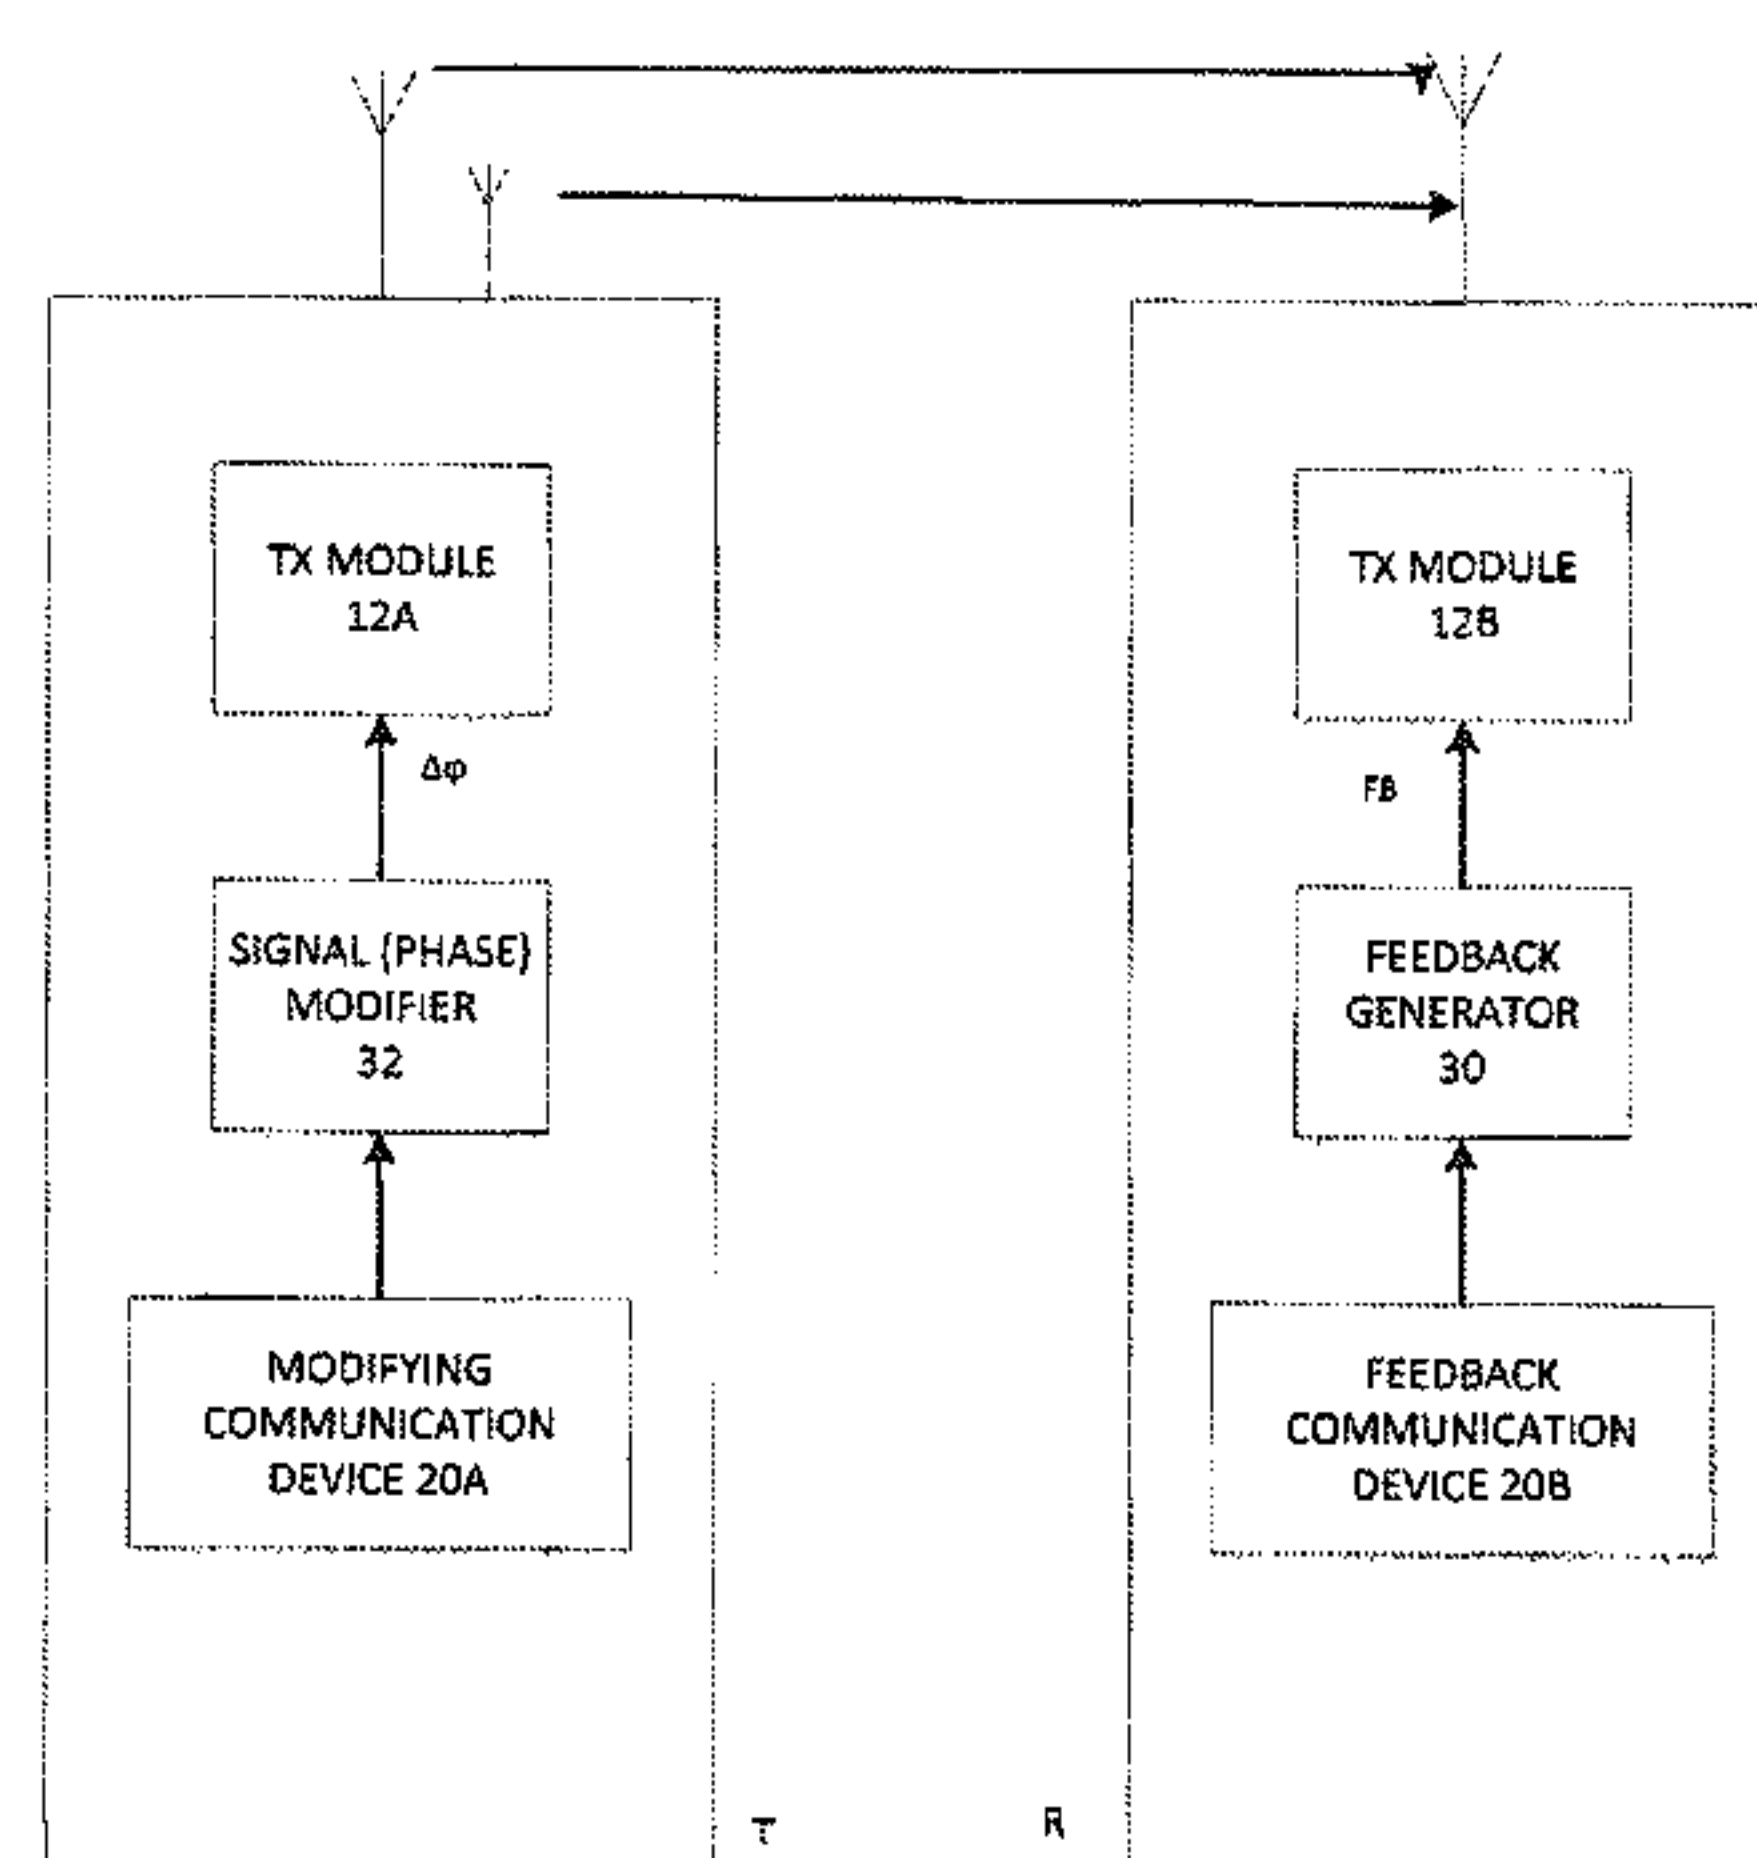 TX MODULE
12A
Δφ
SIGNAL (PHASE)
MODIFIER
32
MODIFYING
COMMUNICATION
DEVICE 20A
T
TX MODULE
12B
FB
FEEDBACK
GENERATOR
30
FEEDBACK
COMMUNICATION
DEVICE 20B
R